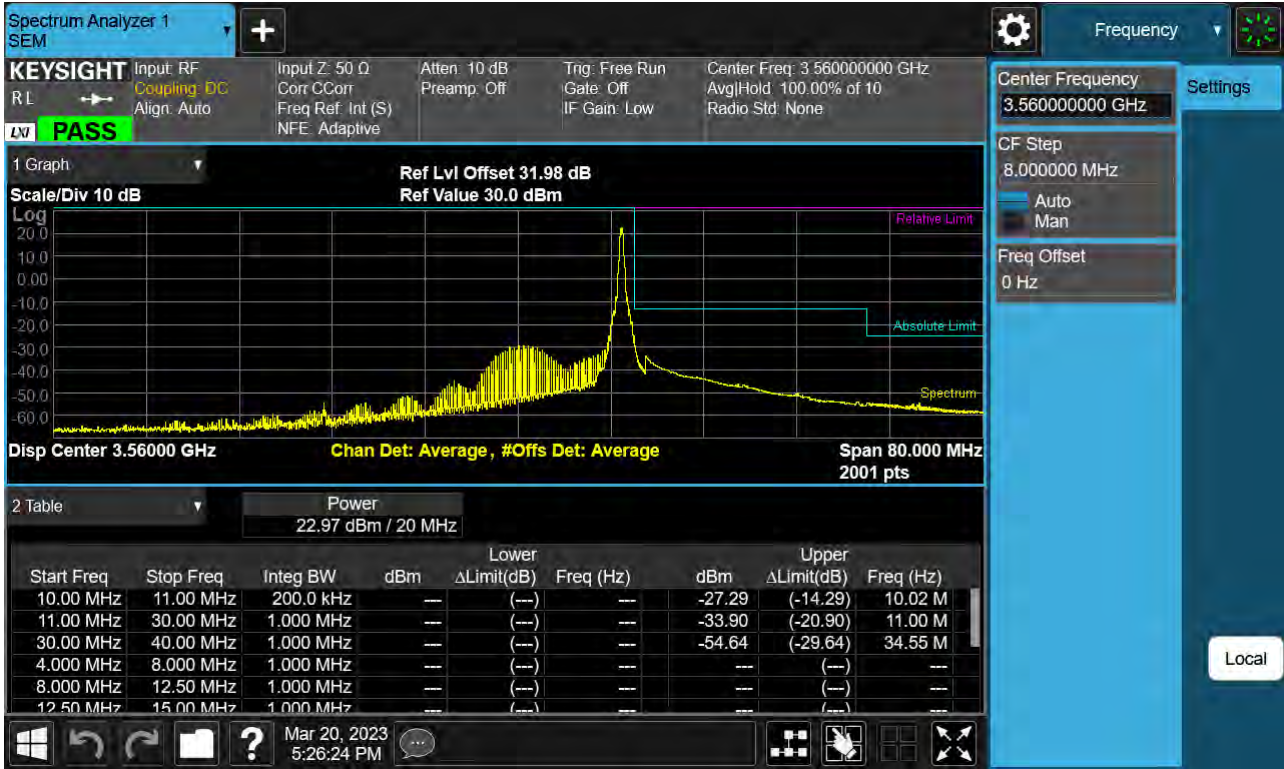 Spectrum Analyzer 1
SEM
Frequency
KEYSIGHT
RL
LXI
PASS
Input: RF
Coupling: DC
Align: Auto
Input Z: 50 Ω
Corr CCorr
Freq Ref: Int (S)
NFE: Adaptive
Atten: 10 dB
Preamp: Off
Trig: Free Run
Gate: Off
IF Gain: Low
Center Freq: 3.560000000 GHz
Avg|Hold: 100.00% of 10
Radio Std: None
Center Frequency
3.560000000 GHz
Settings
CF Step
8.000000 MHz
Auto
Man
Freq Offset
0 Hz
1 Graph
Ref Lvl Offset 31.98 dB
Scale/Div 10 dB
Ref Value 30.0 dBm
Log
Relative Limit
20.0
10.0
0.00
-10.0
-20.0
Absolute Limit
-30.0
-40.0
-50.0
Spectrum
-60.0
Disp Center 3.56000 GHz
Chan Det: Average, #Offs Det: Average
Span 80.000 MHz
2001 pts
2 Table
Power
22.97 dBm / 20 MHz
Lower Upper
Start Freq Stop Freq Integ BW dBm ΔLimit(dB) Freq (Hz) dBm ΔLimit(dB) Freq (Hz)
10.00 MHz 11.00 MHz 200.0 kHz --- (---) --- -27.29 (-14.29) 10.02 M
11.00 MHz 30.00 MHz 1.000 MHz --- (---) --- -33.90 (-20.90) 11.00 M
30.00 MHz 40.00 MHz 1.000 MHz --- (---) --- -54.64 (-29.64) 34.55 M
4.000 MHz 8.000 MHz 1.000 MHz --- (---) --- --- (---) ---
8.000 MHz 12.50 MHz 1.000 MHz --- (---) --- --- (---) ---
12.50 MHz 15.00 MHz 1.000 MHz --- (---) --- --- (---) ---
Local
?
Mar 20, 2023
5:26:24 PM